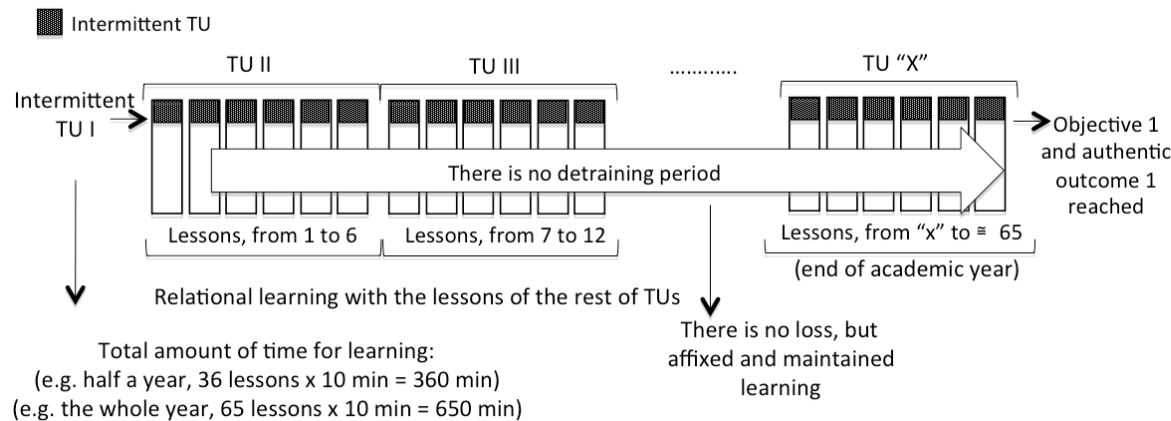 Intermittent TU
TU II
TU III
............
TU “X”
Intermittent
TU I
Objective 1
and authentic
outcome 1
reached
There is no detraining period
Lessons, from 1 to 6
Lessons, from 7 to 12
Lessons, from “x” to ≅ 65
(end of academic year)
Relational learning with the lessons of the rest of TUs
There is no loss, but
affixed and maintained
learning
Total amount of time for learning:
(e.g. half a year, 36 lessons x 10 min = 360 min)
(e.g. the whole year, 65 lessons x 10 min = 650 min)